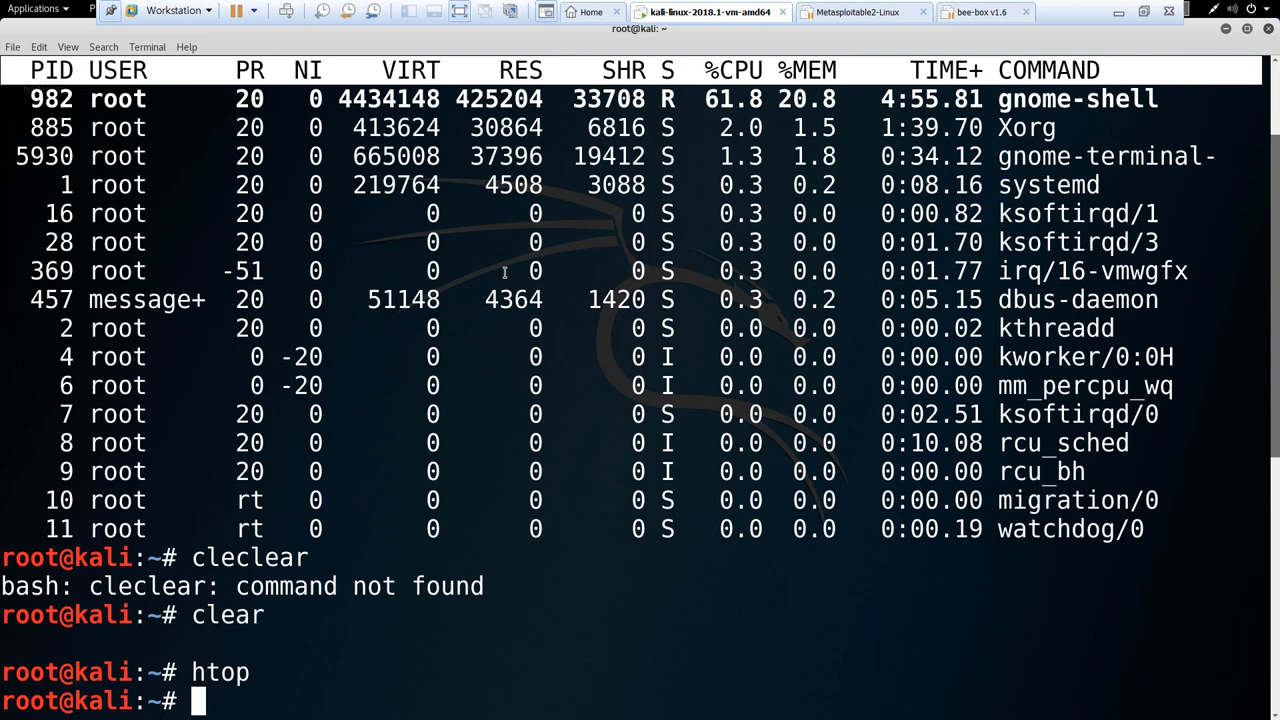 Applications Pla Workstation Home kali-linux-2018.1-vm-amd64 Metasploitable2-Linux bee-box v1.6
root@kali: ~
File Edit View Search Terminal Help
PID USER PR NI VIRT RES SHR S %CPU %MEM TIME+ COMMAND
982 root 20 0 4434148 425204 33708 R 61.8 20.8 4:55.81 gnome-shell
885 root 20 0 413624 30864 6816 S 2.0 1.5 1:39.70 Xorg
5930 root 20 0 665008 37396 19412 S 1.3 1.8 0:34.12 gnome-terminal-
1 root 20 0 219764 4508 3088 S 0.3 0.2 0:08.16 systemd
16 root 20 0 0 0 0 S 0.3 0.0 0:00.82 ksoftirqd/1
28 root 20 0 0 0 0 S 0.3 0.0 0:01.70 ksoftirqd/3
369 root -51 0 0 0 0 S 0.3 0.0 0:01.77 irq/16-vmwgfx
457 message+ 20 0 51148 4364 1420 S 0.3 0.2 0:05.15 dbus-daemon
2 root 20 0 0 0 0 S 0.0 0.0 0:00.02 kthreadd
4 root 0 -20 0 0 0 I 0.0 0.0 0:00.00 kworker/0:0H
6 root 0 -20 0 0 0 I 0.0 0.0 0:00.00 mm_percpu_wq
7 root 20 0 0 0 0 S 0.0 0.0 0:02.51 ksoftirqd/0
8 root 20 0 0 0 0 I 0.0 0.0 0:10.08 rcu_sched
9 root 20 0 0 0 0 I 0.0 0.0 0:00.00 rcu_bh
10 root rt 0 0 0 0 S 0.0 0.0 0:00.00 migration/0
11 root rt 0 0 0 0 S 0.0 0.0 0:00.19 watchdog/0
root@kali:~# cleclear
bash: cleclear: command not found
root@kali:~# clear
root@kali:~# htop
root@kali:~#